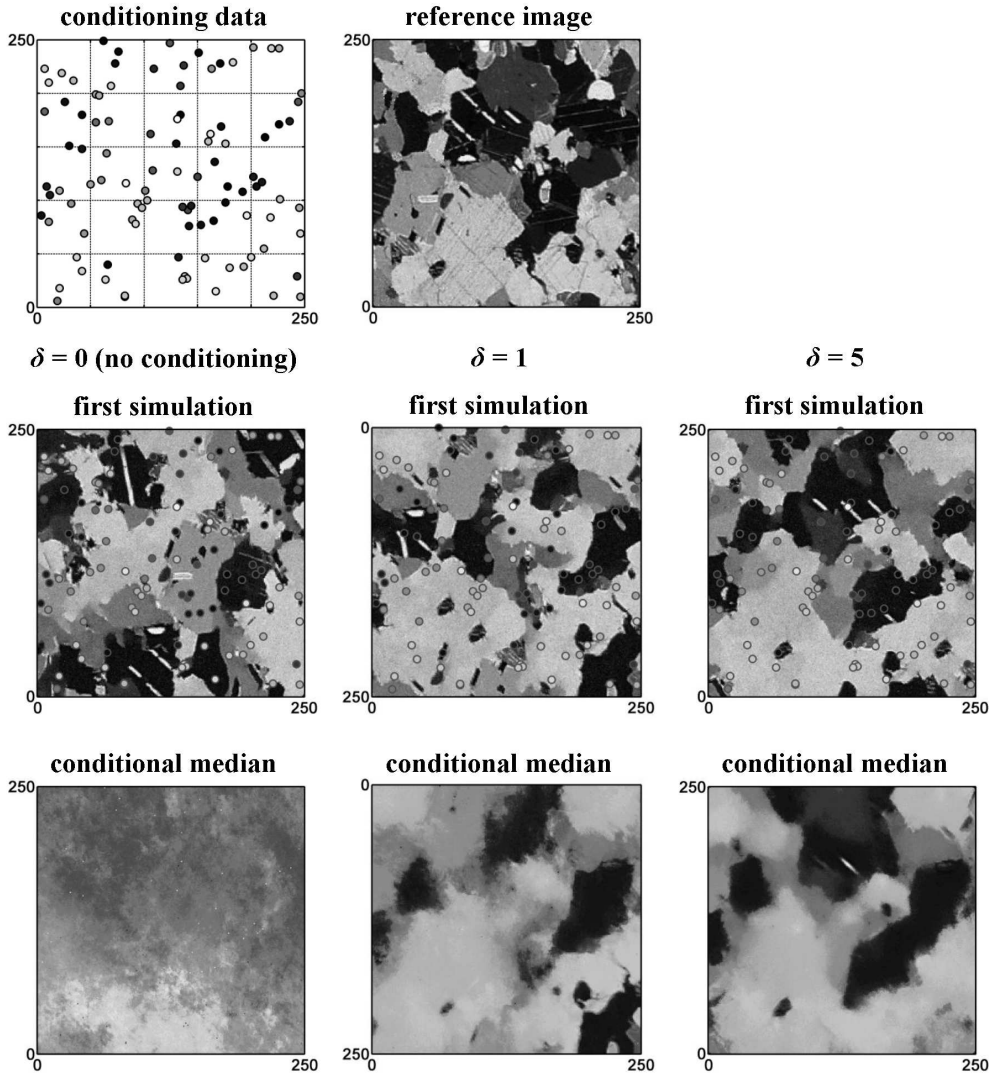 conditioning data
reference image
250
250
0
0
0
250
0
250
δ = 0 (no conditioning)
δ = 1
δ = 5
first simulation
first simulation
first simulation
250
0
250
0
250
0
0
250
0
250
0
250
conditional median
conditional median
conditional median
250
0
250
0
250
0
0
250
0
250
0
250